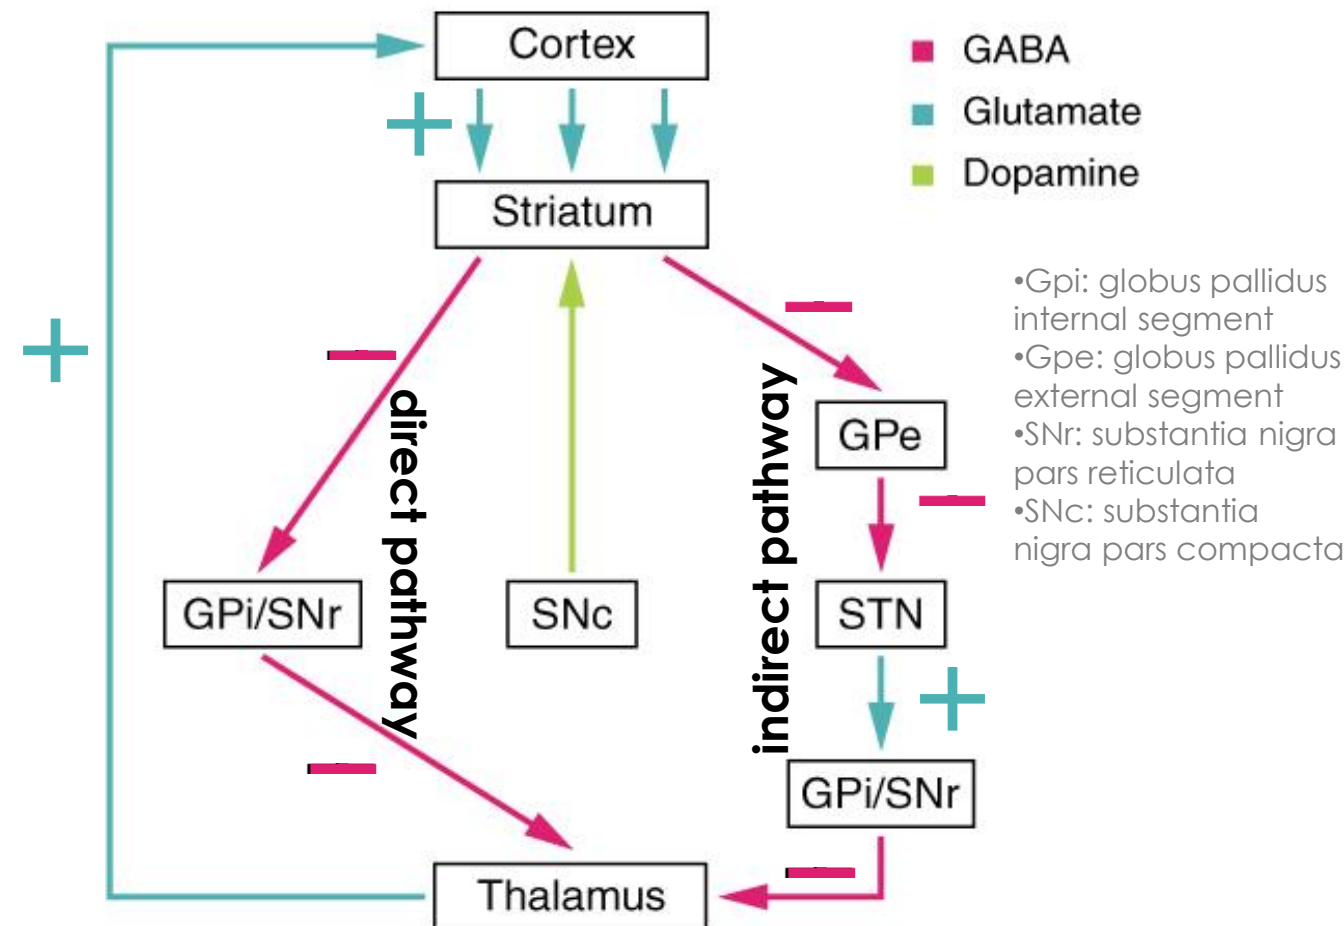 Cortex
+
Striatum
GABA
Glutamate
Dopamine
•Gpi: globus pallidus
internal segment
•Gpe: globus pallidus
external segment
•SNr: substantia nigra
pars reticulata
•SNc: substantia
nigra pars compacta
+
−
−
direct pathway
indirect pathway
GPe
−
GPi/SNr
SNc
STN
+
−
GPi/SNr
−
Thalamus